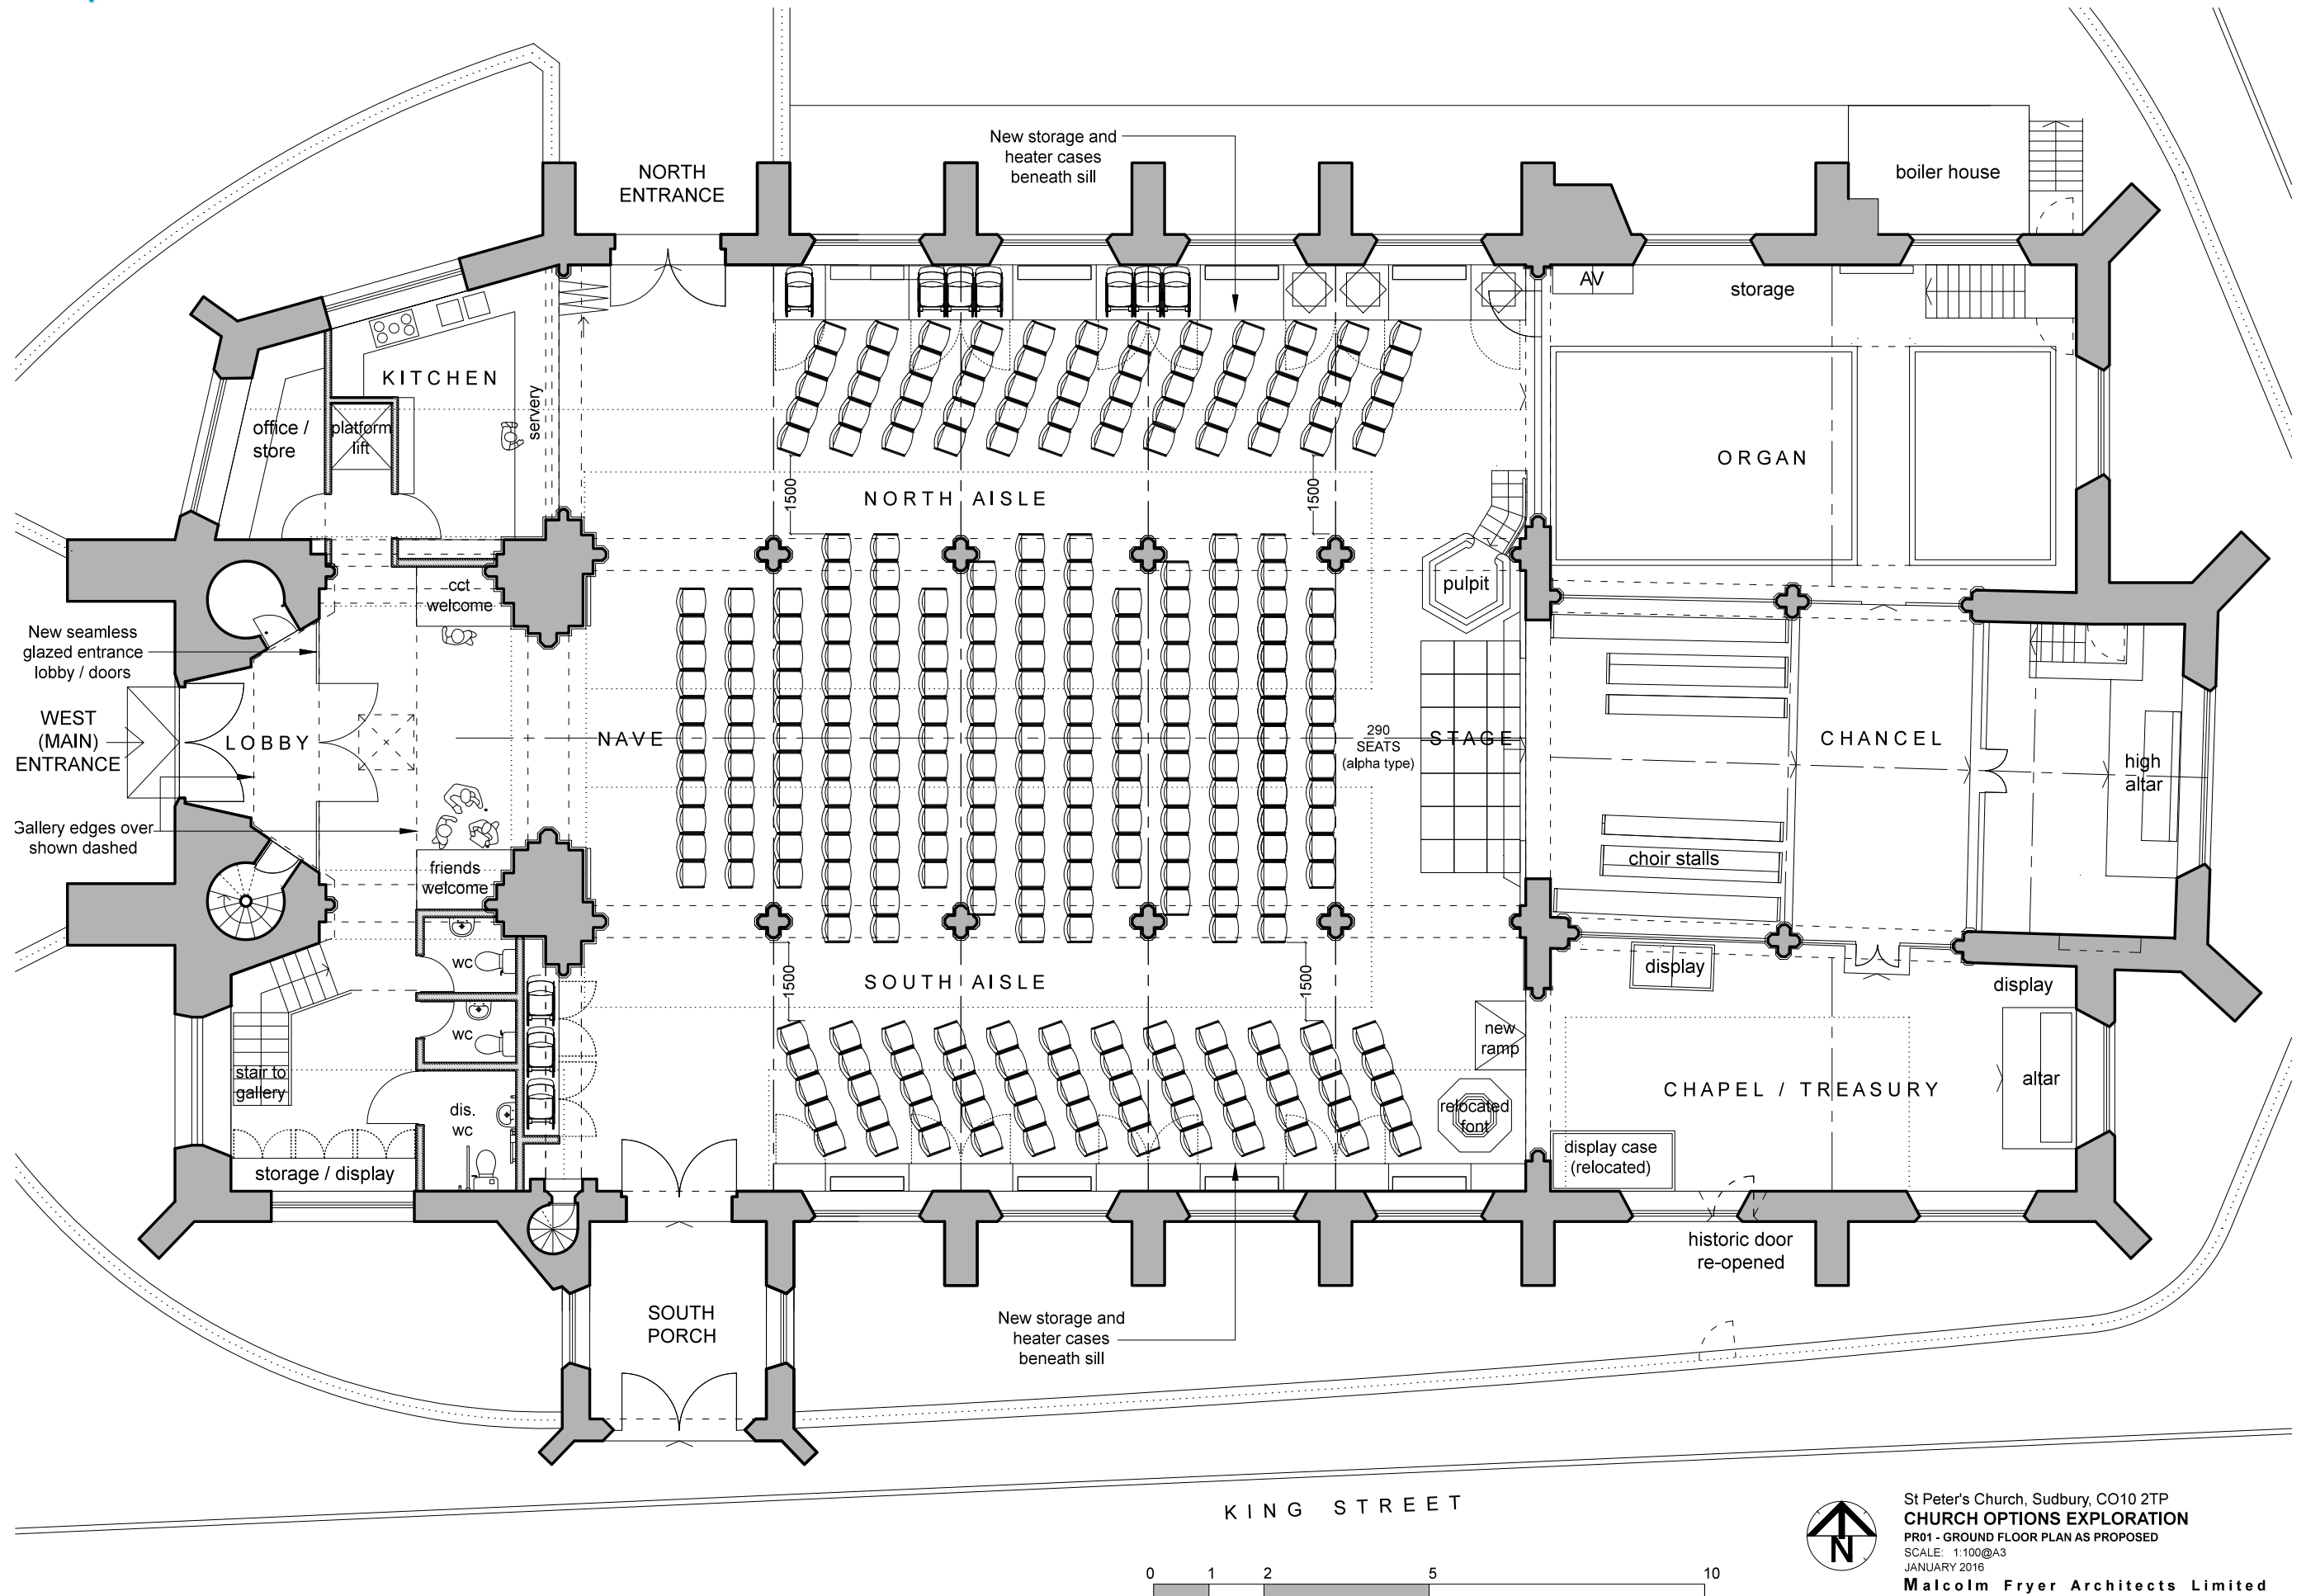 NORTH
ENTRANCE
New storage and
heater cases
beneath sill
boiler house
AV
storage
KITCHEN
servery
office /
store
platform
lift
ORGAN
1500
1500
NORTH AISLE
cct
welcome
pulpit
New seamless
glazed entrance
lobby / doors
WEST
(MAIN)
ENTRANCE
LOBBY
NAVE
290
SEATS
(alpha type)
STAGE
CHANCEL
high
altar
Gallery edges over
shown dashed
friends
welcome
choir stalls
wc
wc
1500
1500
SOUTH AISLE
display
display
new
ramp
stair to
gallery
dis.
wc
relocated
font
CHAPEL / TREASURY
altar
storage / display
display case
(relocated)
historic door
re-opened
SOUTH
PORCH
New storage and
heater cases
beneath sill
KING STREET
0 1 2 5 10
N
St Peter's Church, Sudbury, CO10 2TP
CHURCH OPTIONS EXPLORATION
PR01 - GROUND FLOOR PLAN AS PROPOSED
SCALE: 1:100@A3
JANUARY 2016
Malcolm Fryer Architects Limited